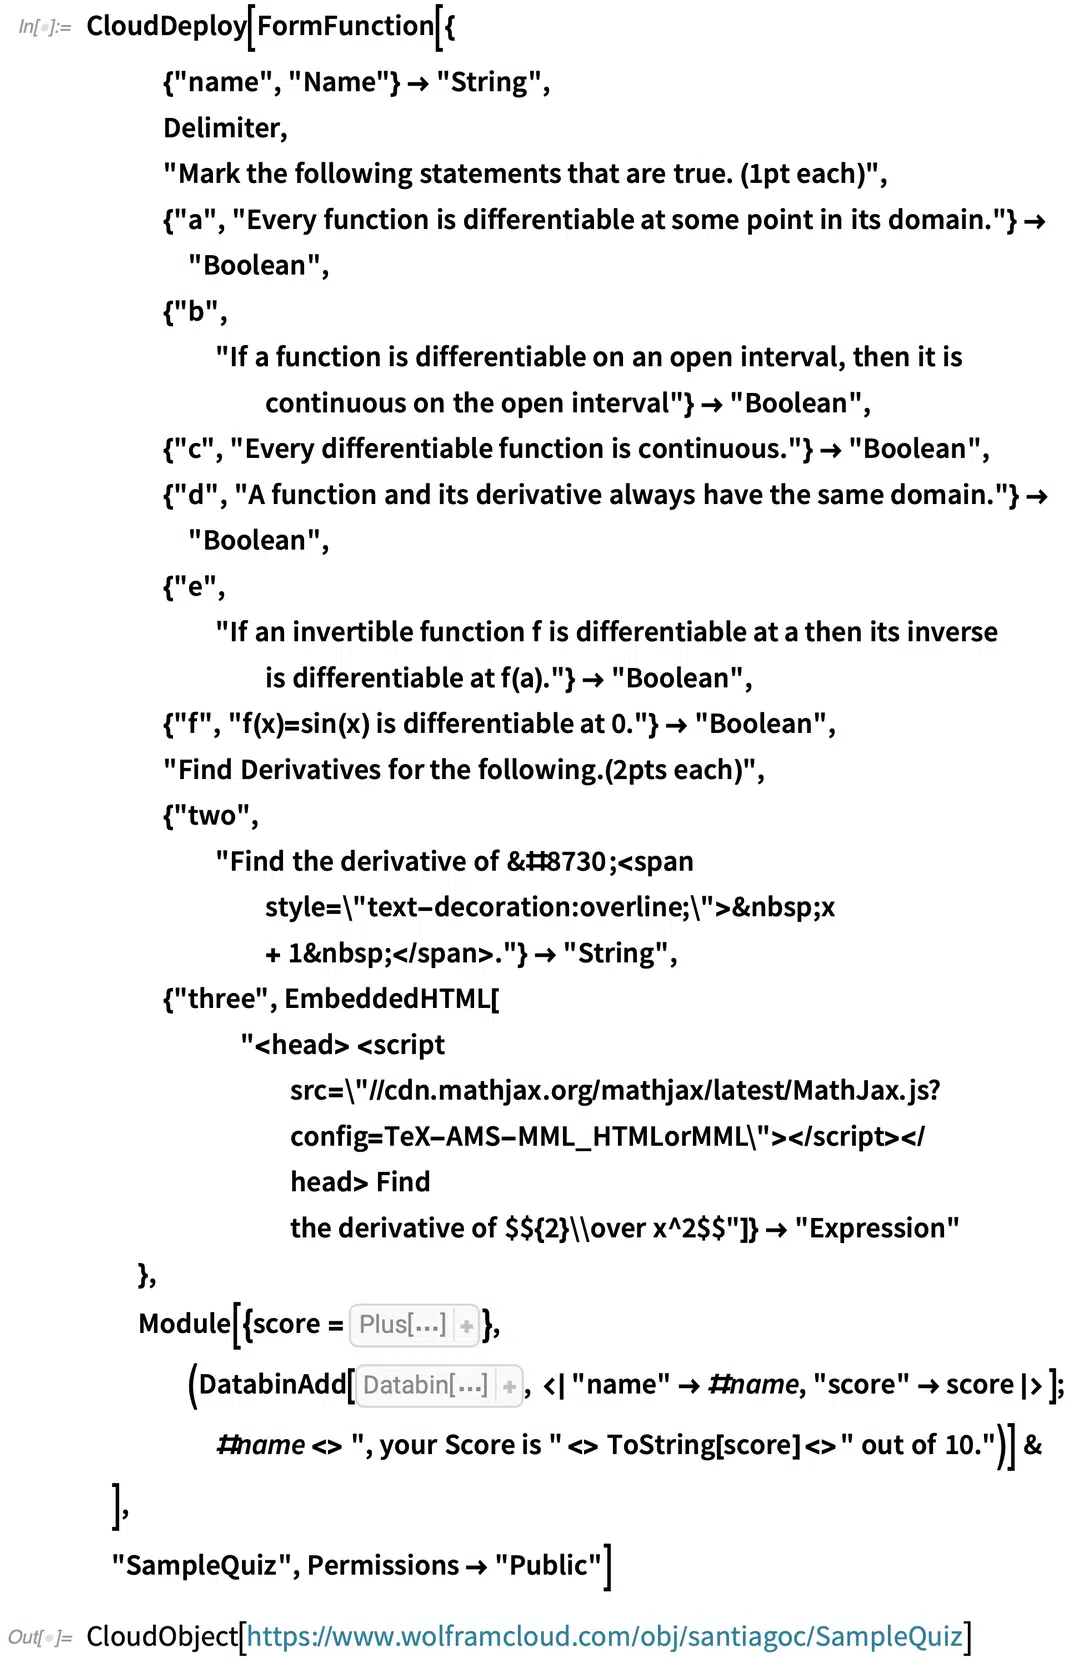 In[•]:= CloudDeploy[FormFunction[{
{"name", "Name"} → "String",
Delimiter,
"Mark the following statements that are true. (1pt each)",
{"a", "Every function is differentiable at some point in its domain."} →
"Boolean",
{"b",
"If a function is differentiable on an open interval, then it is
continuous on the open interval"} → "Boolean",
{"c", "Every differentiable function is continuous."} → "Boolean",
{"d", "A function and its derivative always have the same domain."} →
"Boolean",
{"e",
"If an invertible function f is differentiable at a then its inverse
is differentiable at f(a)."} → "Boolean",
{"f", "f(x)=sin(x) is differentiable at 0."} → "Boolean",
"Find Derivatives for the following.(2pts each)",
{"two",
"Find the derivative of &#8730;<span
style=\"text-decoration:overline;\">&nbsp;x
+ 1&nbsp;</span>."} → "String",
{"three", EmbeddedHTML[
"<head> <script
src=\"//cdn.mathjax.org/mathjax/latest/MathJax.js?
config=TeX-AMS-MML_HTMLorMML\"></script></
head> Find
the derivative of $${2}\\over x^2$$"]} → "Expression"
},
Module[{score = Plus[...] +},
(DatabinAdd[Databin[...] +, <| "name" → #name, "score" → score |>];
#name <> ", your Score is " <> ToString[score] <> " out of 10.")] &
],
"SampleQuiz", Permissions → "Public"]
Out[•]= CloudObject[https://www.wolframcloud.com/obj/santiagoc/SampleQuiz]